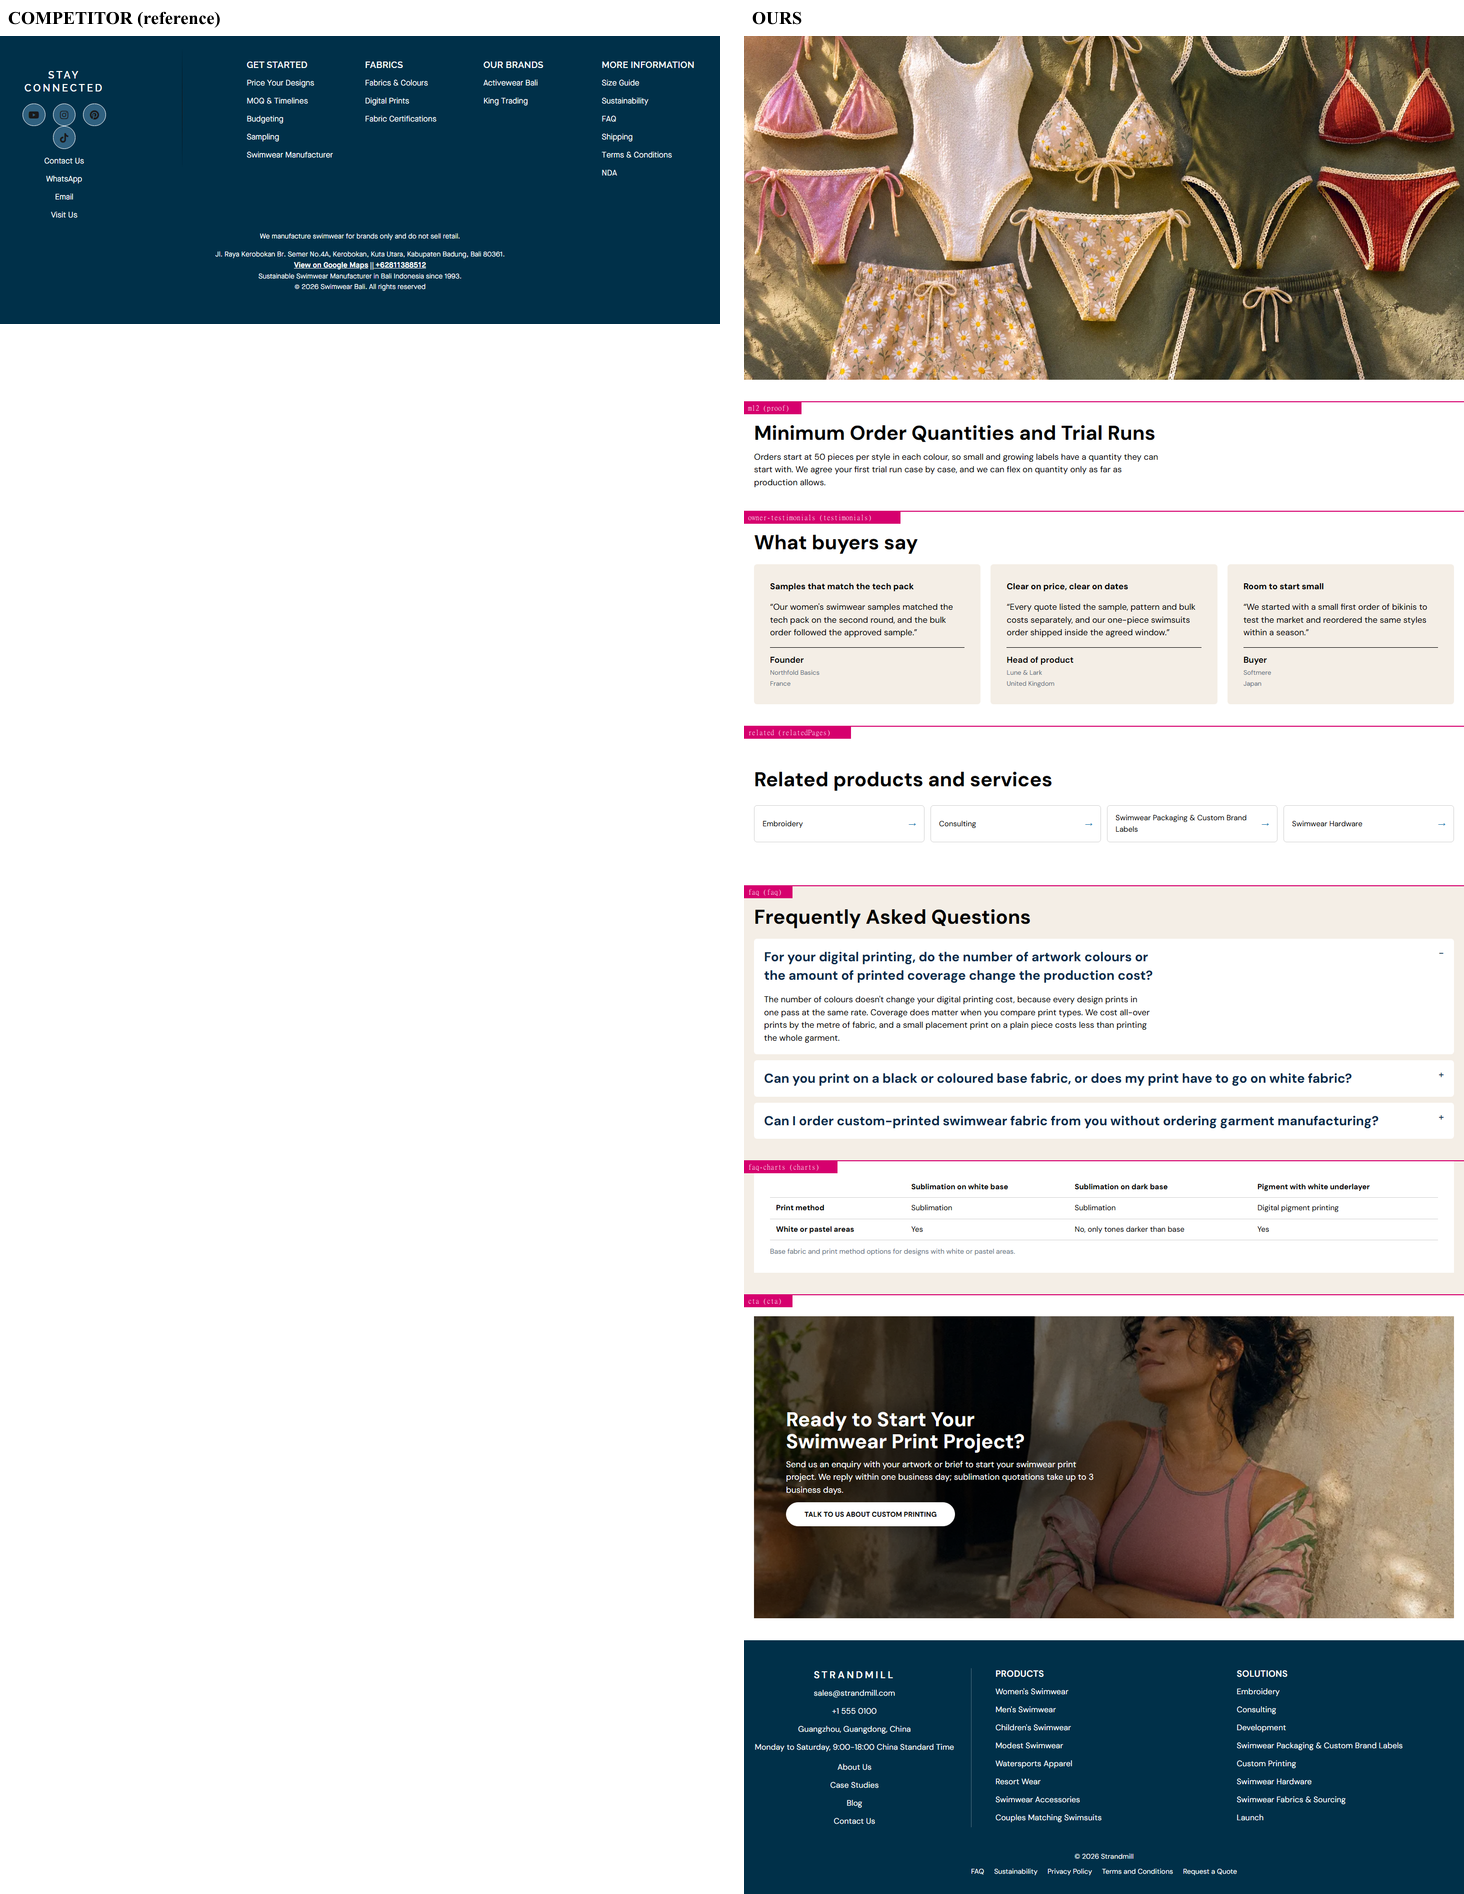 COMPETITOR (reference)
STAY
CONNECTED
Contact Us
WhatsApp
Email
Visit Us
GET STARTED
Price Your Designs
MOQ & Timelines
Budgeting
Sampling
Swimwear Manufacturer
FABRICS
Fabrics & Colours
Digital Prints
Fabric Certifications
OUR BRANDS
Activewear Bali
King Trading
MORE INFORMATION
Size Guide
Sustainability
FAQ
Shipping
Terms & Conditions
NDA
We manufacture swimwear for brands only and do not sell retail.
Jl. Raya Kerobokan Br. Semer No.4A, Kerobokan, Kuta Utara, Kabupaten Badung, Bali 80361.
View on Google Maps || +62811388512
Sustainable Swimwear Manufacturer in Bali Indonesia since 1993.
© 2026 Swimwear Bali. All rights reserved
OURS
m12 (proof)
Minimum Order Quantities and Trial Runs
Orders start at 50 pieces per style in each colour, so small and growing labels have a quantity they can
start with. We agree your first trial run case by case, and we can flex on quantity only as far as
production allows.
owner-testimonials (testimonials)
What buyers say
Samples that match the tech pack
“Our women's swimwear samples matched the
tech pack on the second round, and the bulk
order followed the approved sample.”
Founder
Northfold Basics
France
Clear on price, clear on dates
“Every quote listed the sample, pattern and bulk
costs separately, and our one-piece swimsuits
order shipped inside the agreed window.”
Head of product
Lune & Lark
United Kingdom
Room to start small
“We started with a small first order of bikinis to
test the market and reordered the same styles
within a season.”
Buyer
Softmere
Japan
related (relatedPages)
Related products and services
Embroidery →
Consulting →
Swimwear Packaging & Custom Brand
Labels →
Swimwear Hardware →
faq (faq)
Frequently Asked Questions
For your digital printing, do the number of artwork colours or
the amount of printed coverage change the production cost? −
The number of colours doesn't change your digital printing cost, because every design prints in
one pass at the same rate. Coverage does matter when you compare print types. We cost all-over
prints by the metre of fabric, and a small placement print on a plain piece costs less than printing
the whole garment.
Can you print on a black or coloured base fabric, or does my print have to go on white fabric? +
Can I order custom-printed swimwear fabric from you without ordering garment manufacturing? +
faq-charts (charts)
Sublimation on white base Sublimation on dark base Pigment with white underlayer
Print method Sublimation Sublimation Digital pigment printing
White or pastel areas Yes No, only tones darker than base Yes
Base fabric and print method options for designs with white or pastel areas.
cta (cta)
Ready to Start Your
Swimwear Print Project?
Send us an enquiry with your artwork or brief to start your swimwear print
project. We reply within one business day; sublimation quotations take up to 3
business days.
TALK TO US ABOUT CUSTOM PRINTING
STRANDMILL
sales@strandmill.com
+1 555 0100
Guangzhou, Guangdong, China
Monday to Saturday, 9:00-18:00 China Standard Time
About Us
Case Studies
Blog
Contact Us
PRODUCTS
Women's Swimwear
Men's Swimwear
Children's Swimwear
Modest Swimwear
Watersports Apparel
Resort Wear
Swimwear Accessories
Couples Matching Swimsuits
SOLUTIONS
Embroidery
Consulting
Development
Swimwear Packaging & Custom Brand Labels
Custom Printing
Swimwear Hardware
Swimwear Fabrics & Sourcing
Launch
© 2026 Strandmill
FAQ Sustainability Privacy Policy Terms and Conditions Request a Quote